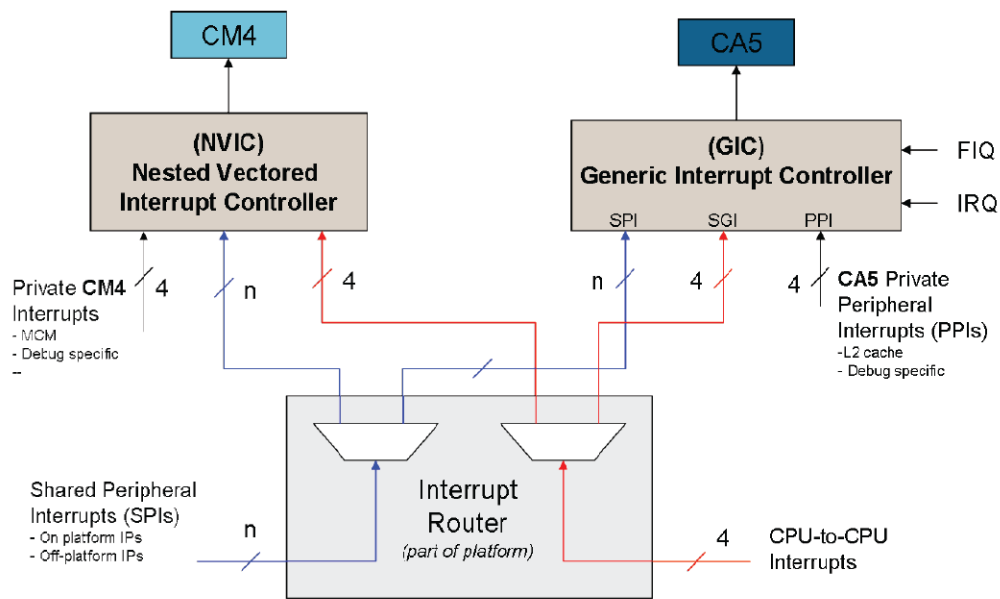 CM4
CA5
(NVIC)
Nested Vectored
Interrupt Controller
(GIC)
Generic Interrupt Controller
SPI
SGI
PPI
FIQ
IRQ
4
n
4
n
4
4
Private CM4
Interrupts
- MCM
- Debug specific
--
CA5 Private
Peripheral
Interrupts (PPIs)
-L2 cache
- Debug specific
Interrupt
Router
(part of platform)
Shared Peripheral
Interrupts (SPIs)
- On platform IPs
- Off-platform IPs
n
4
CPU-to-CPU
Interrupts